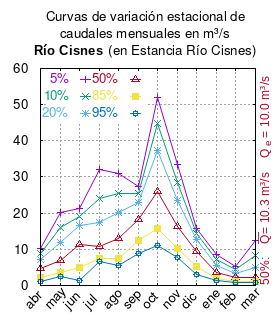 Curvas de variación estacional de
caudales mensuales en m³/s
Río Cisnes (en Estancia Río Cisnes)
60
50
40
30
20
10
0
5% 50%
10% 85%
20% 95%
abr
may
jun
jul
ago
sep
oct
nov
dic
ene
feb
mar
50%. Q= 10.3 m³/s Q e = 10.0 m³/s